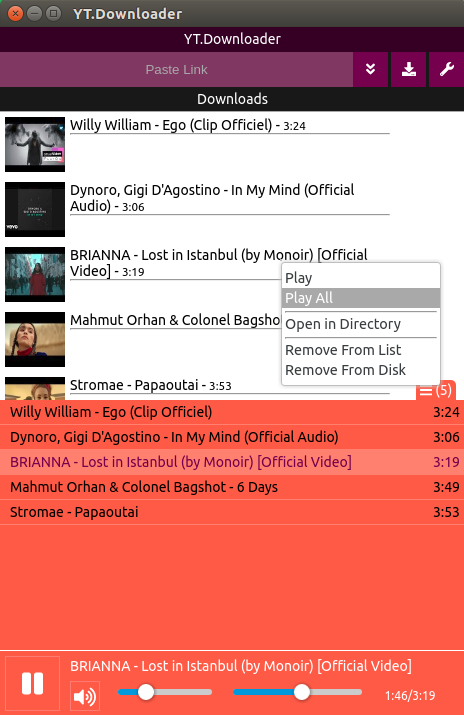 YT.Downloader
YT.Downloader
Paste Link
Downloads
Willy William - Ego (Clip Officiel) - 3:24
Dynoro, Gigi D'Agostino - In My Mind (Official
Audio) - 3:06
BRIANNA - Lost in Istanbul (by Monoir) [Official
Video] - 3:19
Mahmut Orhan & Colonel Bagsho
Stromae - Papaoutai - 3:53
Play
Play All
Open in Directory
Remove From List
Remove From Disk
(5)
Willy William - Ego (Clip Officiel) 3:24
Dynoro, Gigi D'Agostino - In My Mind (Official Audio) 3:06
BRIANNA - Lost in Istanbul (by Monoir) [Official Video] 3:19
Mahmut Orhan & Colonel Bagshot - 6 Days 3:49
Stromae - Papaoutai 3:53
BRIANNA - Lost in Istanbul (by Monoir) [Official Video]
1:46/3:19